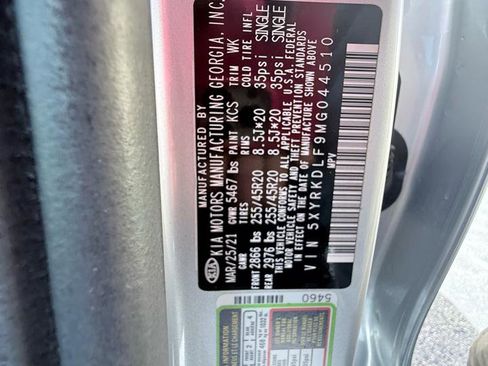 MANUFACTURED BY
KIA MOTORS MANUFACTURING GEORGIA, INC.
MAR/25/21 GVWR 5467 lbs PAINT KCS TRIM WK
GAWR TIRES COLD TIRE INFL
FRONT 2866 lbs 255/45R20 8.5J*20 35psi SINGLE
REAR 2976 lbs 255/45R20 8.5J*20 35psi SINGLE
THIS VEHICLE CONFORMS TO ALL APPLICABLE U.S.A. FEDERAL
MOTOR VEHICLE SAFETY AND THEFT PREVENTION STANDARDS
IN EFFECT ON THE DATE OF MANUFACTURE SHOWN ABOVE
VIN 5XYRKDLF9MG044510
MPV
KIA
5460
INFORMATION